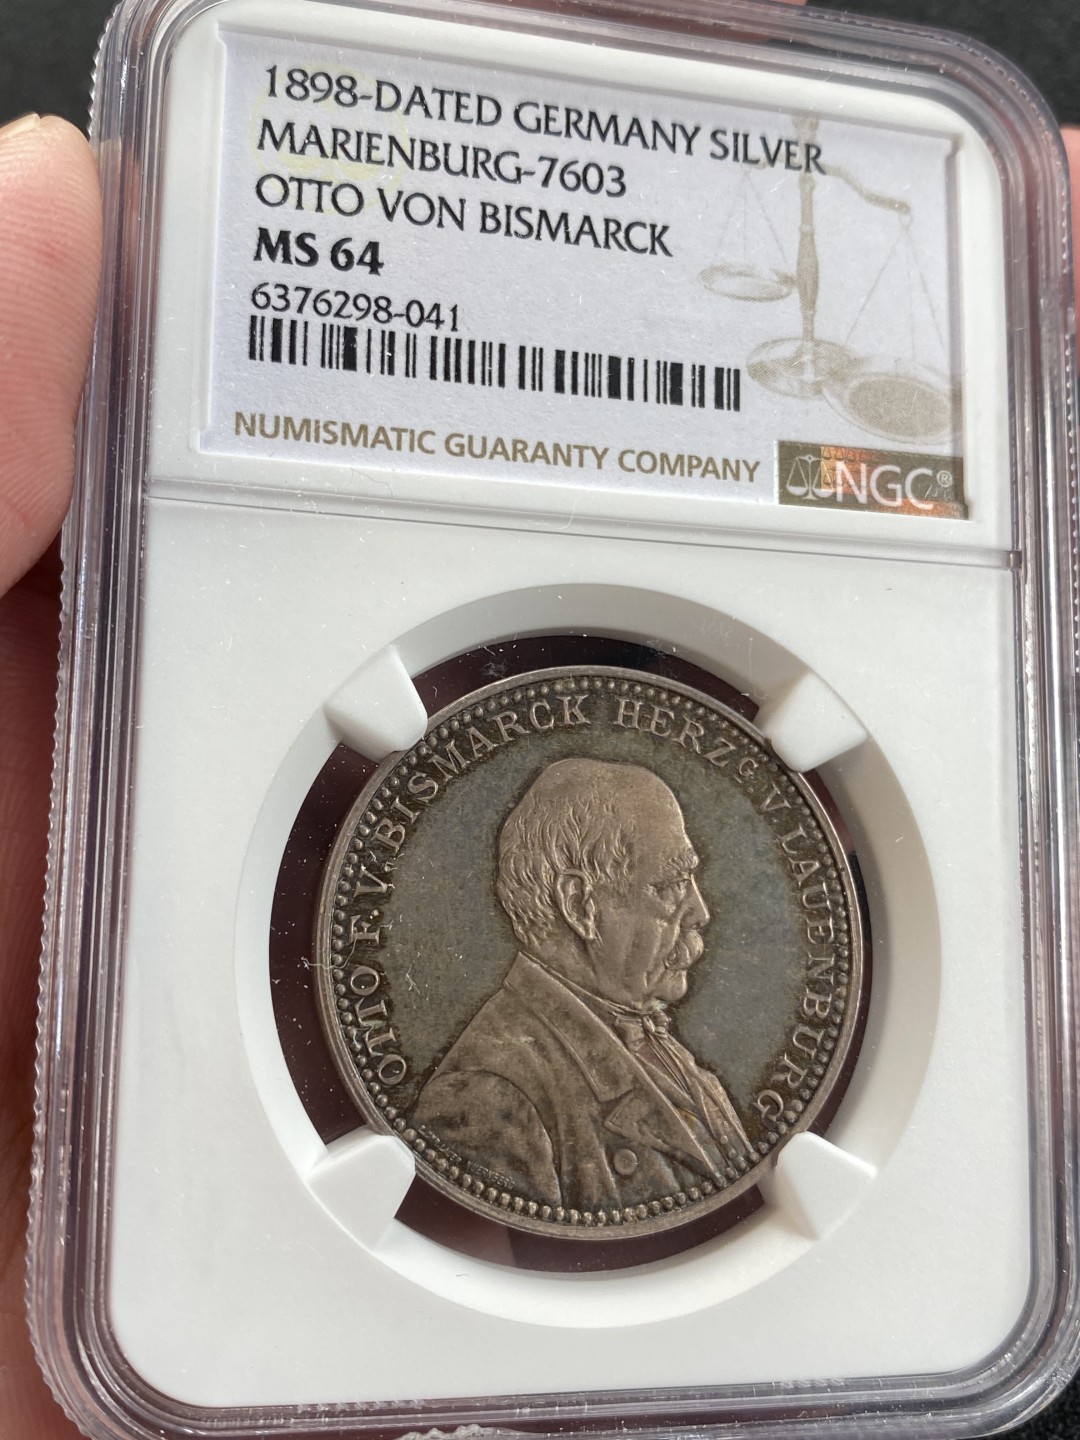 1898-DATED GERMANY SILVER
MARIENBURG-7603
OTTO VON BISMARCK
MS 64
6376298-041
NUMISMATIC GUARANTY COMPANY
NGC®
OTTO F. V. BISMARCK HERZG. V. LAUENBURG